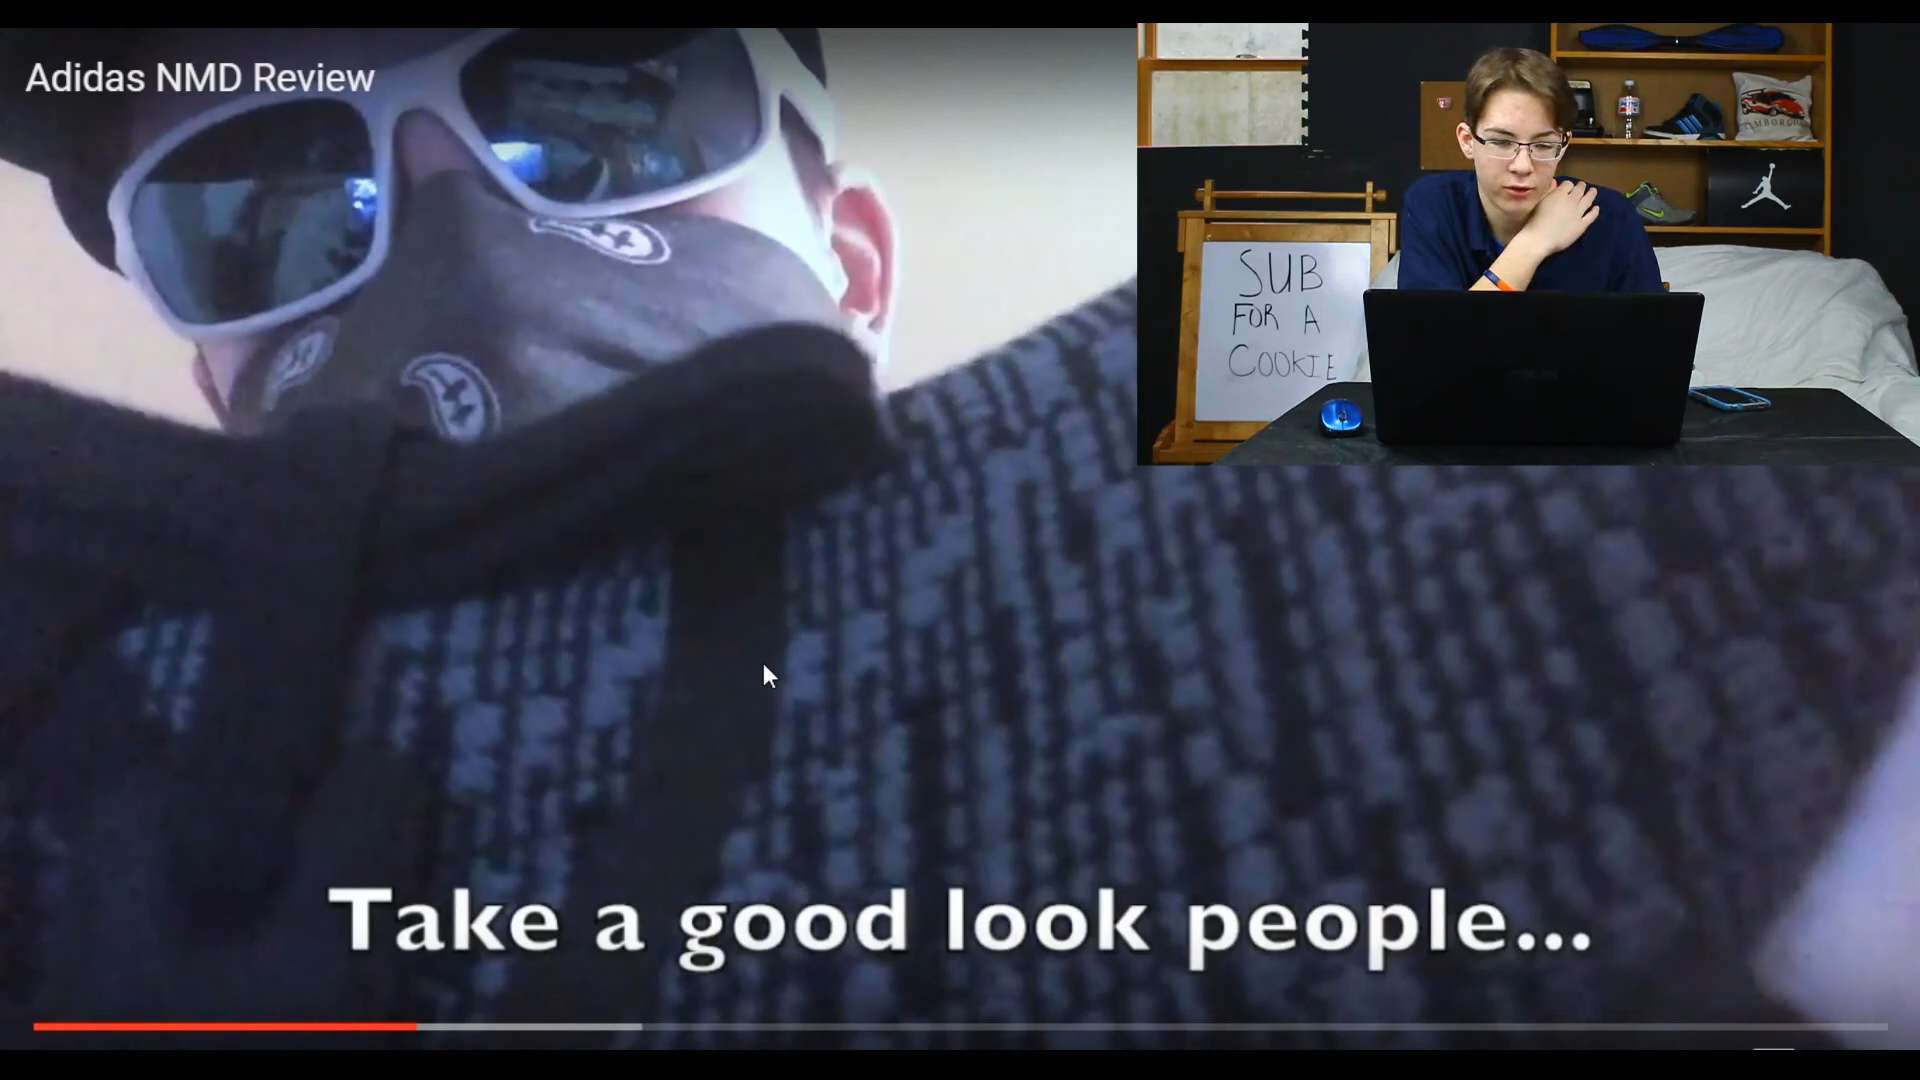 Adidas NMD Review
SUB
FOR A
COOKIE
Take a good look people...